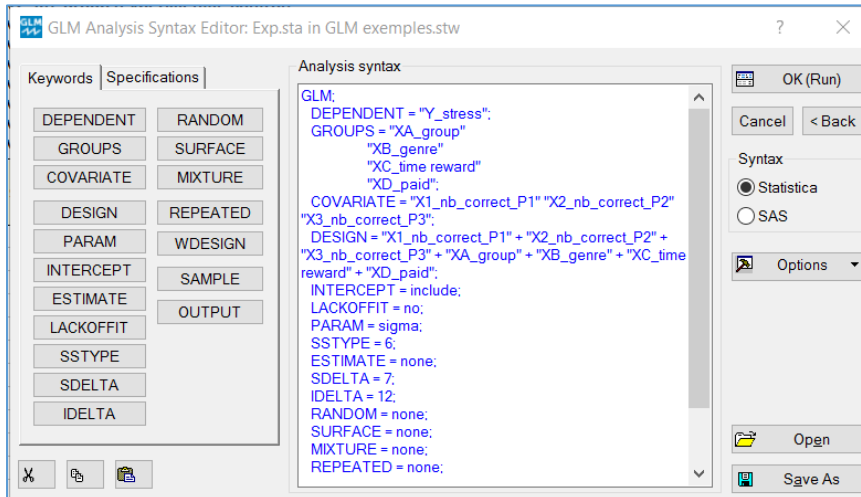 GLM Analysis Syntax Editor: Exp.sta in GLM exemples.stw
Keywords Specifications
DEPENDENT RANDOM
GROUPS SURFACE
COVARIATE MIXTURE
DESIGN REPEATED
PARAM WDESIGN
INTERCEPT SAMPLE
ESTIMATE OUTPUT
LACKOFFIT
SSTYPE
SDELTA
IDELTA
Analysis syntax
GLM;
DEPENDENT = "Y_stress";
GROUPS = "XA_group"
"XB_genre"
"XC_time reward"
"XD_paid";
COVARIATE = "X1_nb_correct_P1" "X2_nb_correct_P2"
"X3_nb_correct_P3";
DESIGN = "X1_nb_correct_P1" + "X2_nb_correct_P2" +
"X3_nb_correct_P3" + "XA_group" + "XB_genre" + "XC_time
reward" + "XD_paid";
INTERCEPT = include;
LACKOFFIT = no;
PARAM = sigma;
SSTYPE = 6;
ESTIMATE = none;
SDELTA = 7;
IDELTA = 12;
RANDOM = none;
SURFACE = none;
MIXTURE = none;
REPEATED = none;
OK (Run)
Cancel < Back
Syntax
Statistica
SAS
Options
Open
Save As